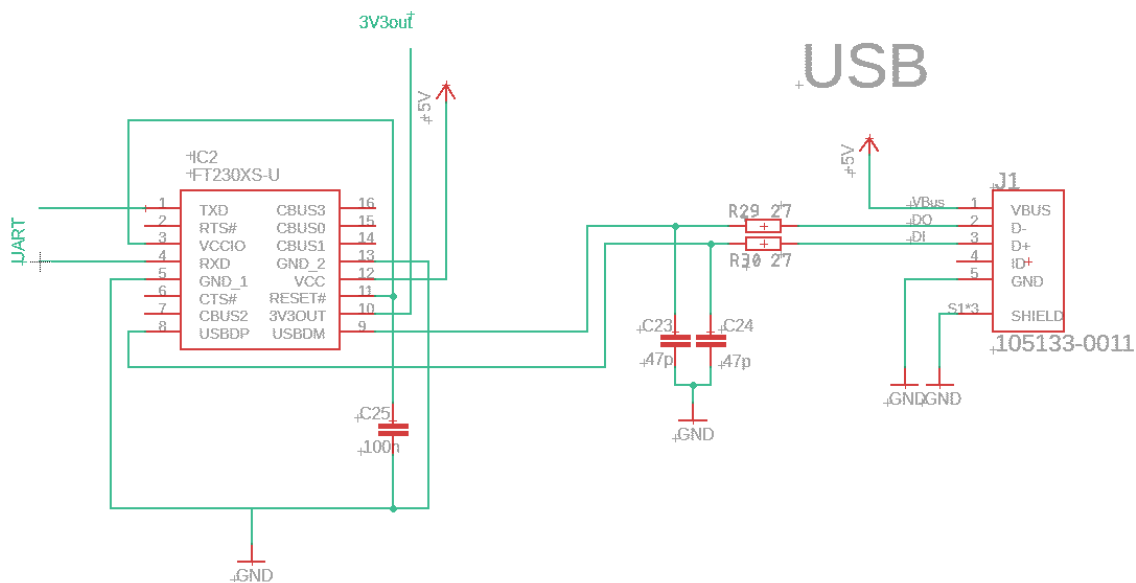 3V3out
USB
+5V
IC2
FT230XS-U
UART
1 TXD CBUS3 16
2 RTS# CBUS0 15
3 VCCIO CBUS1 14
4 RXD GND_2 13
5 GND_1 VCC 12
6 CTS# RESET# 11
7 CBUS2 3V3OUT 10
8 USBDP USBDM 9
R29 27
R30 27
C23
47p
C24
47p
GND
C25
100n
GND
+5V
J1
VBus 1 VBUS
DO 2 D-
DI 3 D+
4 ID
5 GND
S1*3 SHIELD
105133-0011
GND
GND